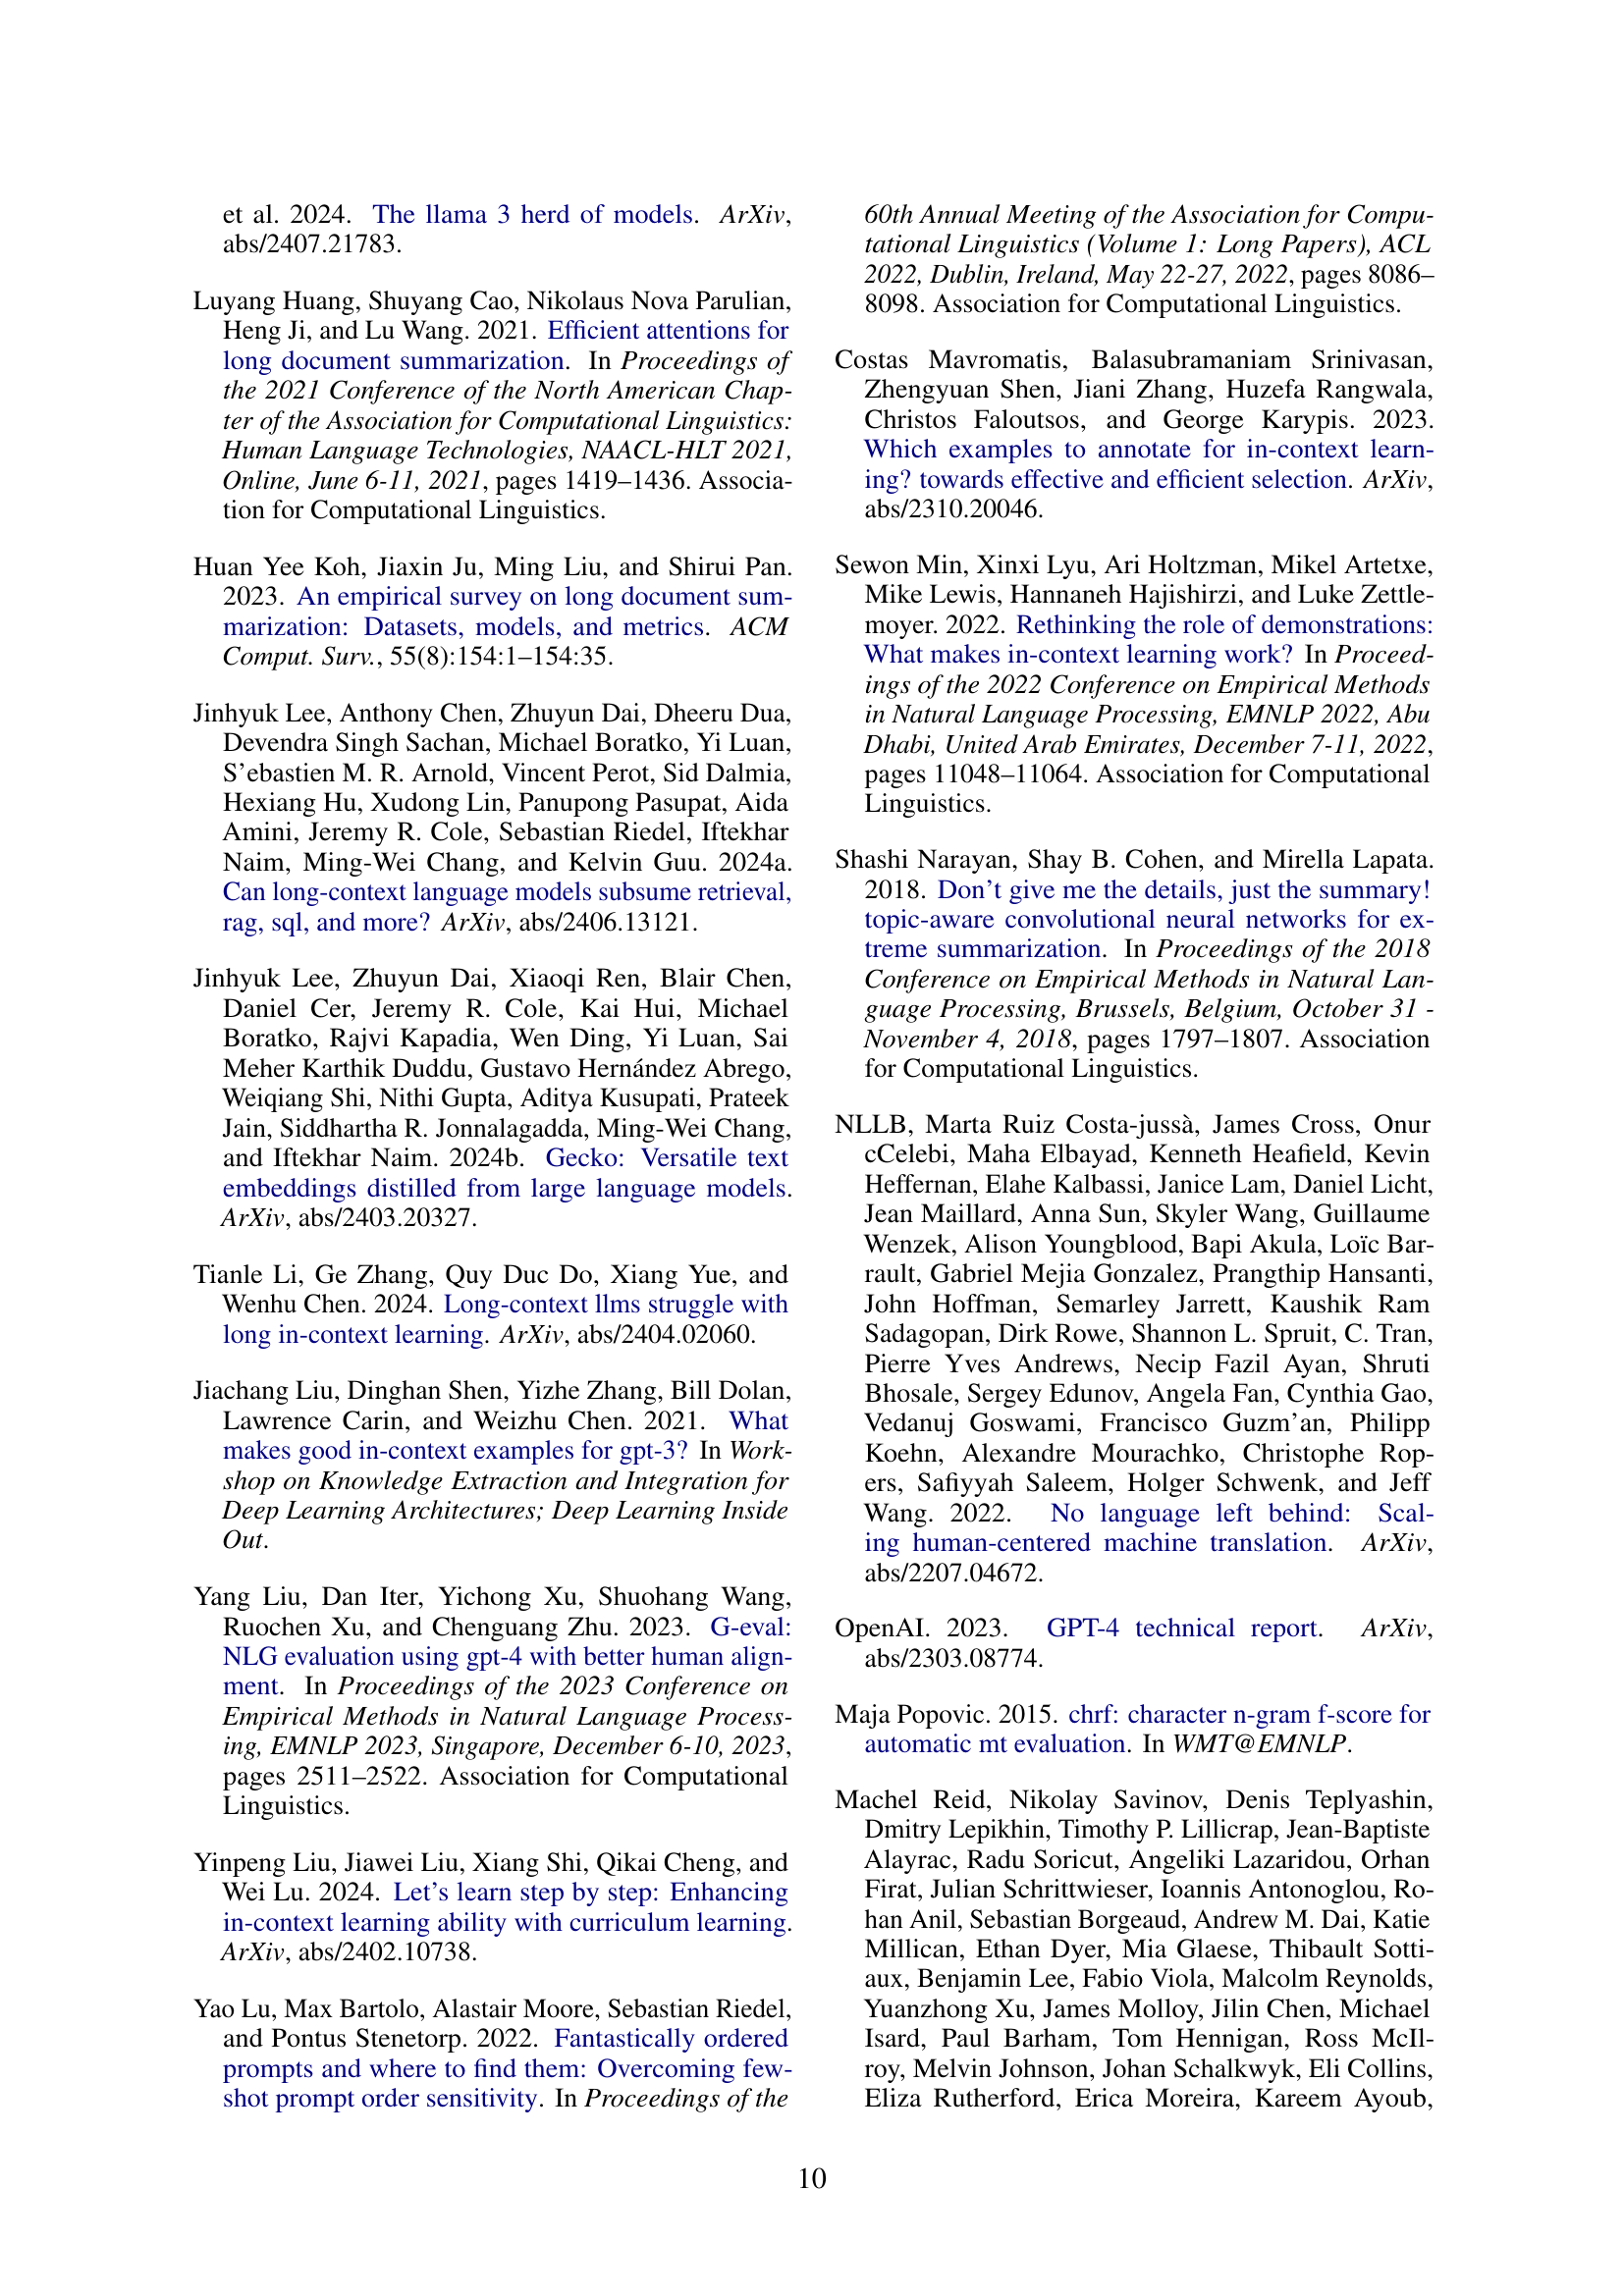 et al. 2024. The llama 3 herd of models. ArXiv,
abs/2407.21783.
Luyang Huang, Shuyang Cao, Nikolaus Nova Parulian,
Heng Ji, and Lu Wang. 2021. Efficient attentions for
long document summarization. In Proceedings of
the 2021 Conference of the North American Chap-
ter of the Association for Computational Linguistics:
Human Language Technologies, NAACL-HLT 2021,
Online, June 6-11, 2021, pages 1419–1436. Associa-
tion for Computational Linguistics.
Huan Yee Koh, Jiaxin Ju, Ming Liu, and Shirui Pan.
2023. An empirical survey on long document sum-
marization: Datasets, models, and metrics. ACM
Comput. Surv., 55(8):154:1–154:35.
Jinhyuk Lee, Anthony Chen, Zhuyun Dai, Dheeru Dua,
Devendra Singh Sachan, Michael Boratko, Yi Luan,
S'ebastien M. R. Arnold, Vincent Perot, Sid Dalmia,
Hexiang Hu, Xudong Lin, Panupong Pasupat, Aida
Amini, Jeremy R. Cole, Sebastian Riedel, Iftekhar
Naim, Ming-Wei Chang, and Kelvin Guu. 2024a.
Can long-context language models subsume retrieval,
rag, sql, and more? ArXiv, abs/2406.13121.
Jinhyuk Lee, Zhuyun Dai, Xiaoqi Ren, Blair Chen,
Daniel Cer, Jeremy R. Cole, Kai Hui, Michael
Boratko, Rajvi Kapadia, Wen Ding, Yi Luan, Sai
Meher Karthik Duddu, Gustavo Hernández Abrego,
Weiqiang Shi, Nithi Gupta, Aditya Kusupati, Prateek
Jain, Siddhartha R. Jonnalagadda, Ming-Wei Chang,
and Iftekhar Naim. 2024b. Gecko: Versatile text
embeddings distilled from large language models.
ArXiv, abs/2403.20327.
Tianle Li, Ge Zhang, Quy Duc Do, Xiang Yue, and
Wenhu Chen. 2024. Long-context llms struggle with
long in-context learning. ArXiv, abs/2404.02060.
Jiachang Liu, Dinghan Shen, Yizhe Zhang, Bill Dolan,
Lawrence Carin, and Weizhu Chen. 2021. What
makes good in-context examples for gpt-3? In Work-
shop on Knowledge Extraction and Integration for
Deep Learning Architectures; Deep Learning Inside
Out.
Yang Liu, Dan Iter, Yichong Xu, Shuohang Wang,
Ruochen Xu, and Chenguang Zhu. 2023. G-eval:
NLG evaluation using gpt-4 with better human align-
ment. In Proceedings of the 2023 Conference on
Empirical Methods in Natural Language Process-
ing, EMNLP 2023, Singapore, December 6-10, 2023,
pages 2511–2522. Association for Computational
Linguistics.
Yinpeng Liu, Jiawei Liu, Xiang Shi, Qikai Cheng, and
Wei Lu. 2024. Let's learn step by step: Enhancing
in-context learning ability with curriculum learning.
ArXiv, abs/2402.10738.
Yao Lu, Max Bartolo, Alastair Moore, Sebastian Riedel,
and Pontus Stenetorp. 2022. Fantastically ordered
prompts and where to find them: Overcoming few-
shot prompt order sensitivity. In Proceedings of the
60th Annual Meeting of the Association for Compu-
tational Linguistics (Volume 1: Long Papers), ACL
2022, Dublin, Ireland, May 22-27, 2022, pages 8086–
8098. Association for Computational Linguistics.
Costas Mavromatis, Balasubramaniam Srinivasan,
Zhengyuan Shen, Jiani Zhang, Huzefa Rangwala,
Christos Faloutsos, and George Karypis. 2023.
Which examples to annotate for in-context learn-
ing? towards effective and efficient selection. ArXiv,
abs/2310.20046.
Sewon Min, Xinxi Lyu, Ari Holtzman, Mikel Artetxe,
Mike Lewis, Hannaneh Hajishirzi, and Luke Zettle-
moyer. 2022. Rethinking the role of demonstrations:
What makes in-context learning work? In Proceed-
ings of the 2022 Conference on Empirical Methods
in Natural Language Processing, EMNLP 2022, Abu
Dhabi, United Arab Emirates, December 7-11, 2022,
pages 11048–11064. Association for Computational
Linguistics.
Shashi Narayan, Shay B. Cohen, and Mirella Lapata.
2018. Don't give me the details, just the summary!
topic-aware convolutional neural networks for ex-
treme summarization. In Proceedings of the 2018
Conference on Empirical Methods in Natural Lan-
guage Processing, Brussels, Belgium, October 31 -
November 4, 2018, pages 1797–1807. Association
for Computational Linguistics.
NLLB, Marta Ruiz Costa-jussà, James Cross, Onur
cCelebi, Maha Elbayad, Kenneth Heafield, Kevin
Heffernan, Elahe Kalbassi, Janice Lam, Daniel Licht,
Jean Maillard, Anna Sun, Skyler Wang, Guillaume
Wenzek, Alison Youngblood, Bapi Akula, Loïc Bar-
rault, Gabriel Mejia Gonzalez, Prangthip Hansanti,
John Hoffman, Semarley Jarrett, Kaushik Ram
Sadagopan, Dirk Rowe, Shannon L. Spruit, C. Tran,
Pierre Yves Andrews, Necip Fazil Ayan, Shruti
Bhosale, Sergey Edunov, Angela Fan, Cynthia Gao,
Vedanuj Goswami, Francisco Guzm'an, Philipp
Koehn, Alexandre Mourachko, Christophe Rop-
ers, Safiyyah Saleem, Holger Schwenk, and Jeff
Wang. 2022. No language left behind: Scal-
ing human-centered machine translation. ArXiv,
abs/2207.04672.
OpenAI. 2023. GPT-4 technical report. ArXiv,
abs/2303.08774.
Maja Popovic. 2015. chrf: character n-gram f-score for
automatic mt evaluation. In WMT@EMNLP.
Machel Reid, Nikolay Savinov, Denis Teplyashin,
Dmitry Lepikhin, Timothy P. Lillicrap, Jean-Baptiste
Alayrac, Radu Soricut, Angeliki Lazaridou, Orhan
Firat, Julian Schrittwieser, Ioannis Antonoglou, Ro-
han Anil, Sebastian Borgeaud, Andrew M. Dai, Katie
Millican, Ethan Dyer, Mia Glaese, Thibault Sotti-
aux, Benjamin Lee, Fabio Viola, Malcolm Reynolds,
Yuanzhong Xu, James Molloy, Jilin Chen, Michael
Isard, Paul Barham, Tom Hennigan, Ross McIl-
roy, Melvin Johnson, Johan Schalkwyk, Eli Collins,
Eliza Rutherford, Erica Moreira, Kareem Ayoub,
10